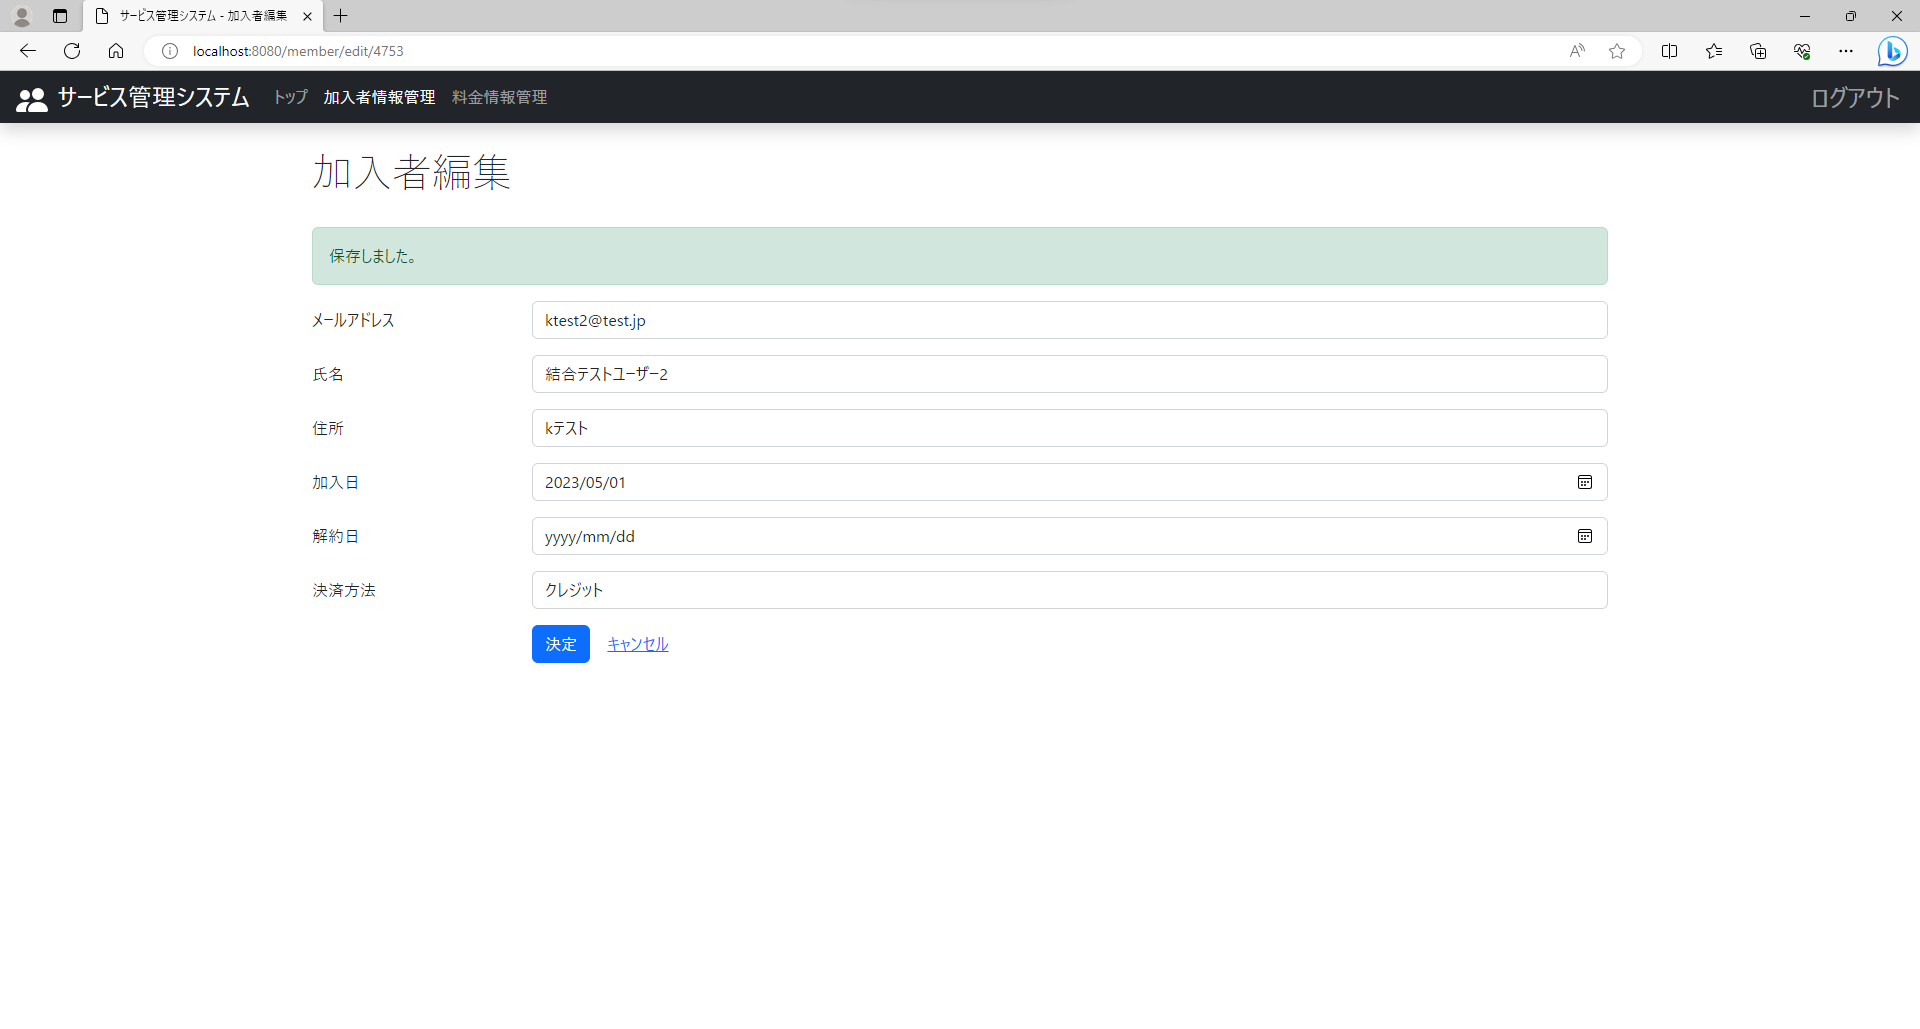 サービス管理システム - 加入者編集
localhost:8080/member/edit/4753
サービス管理システム トップ 加入者情報管理 料金情報管理 ログアウト
加入者編集
保存しました。
メールアドレス ktest2@test.jp
氏名 結合テストユーザー2
住所 kテスト
加入日 2023/05/01
解約日 yyyy/mm/dd
決済方法 クレジット
決定 キャンセル